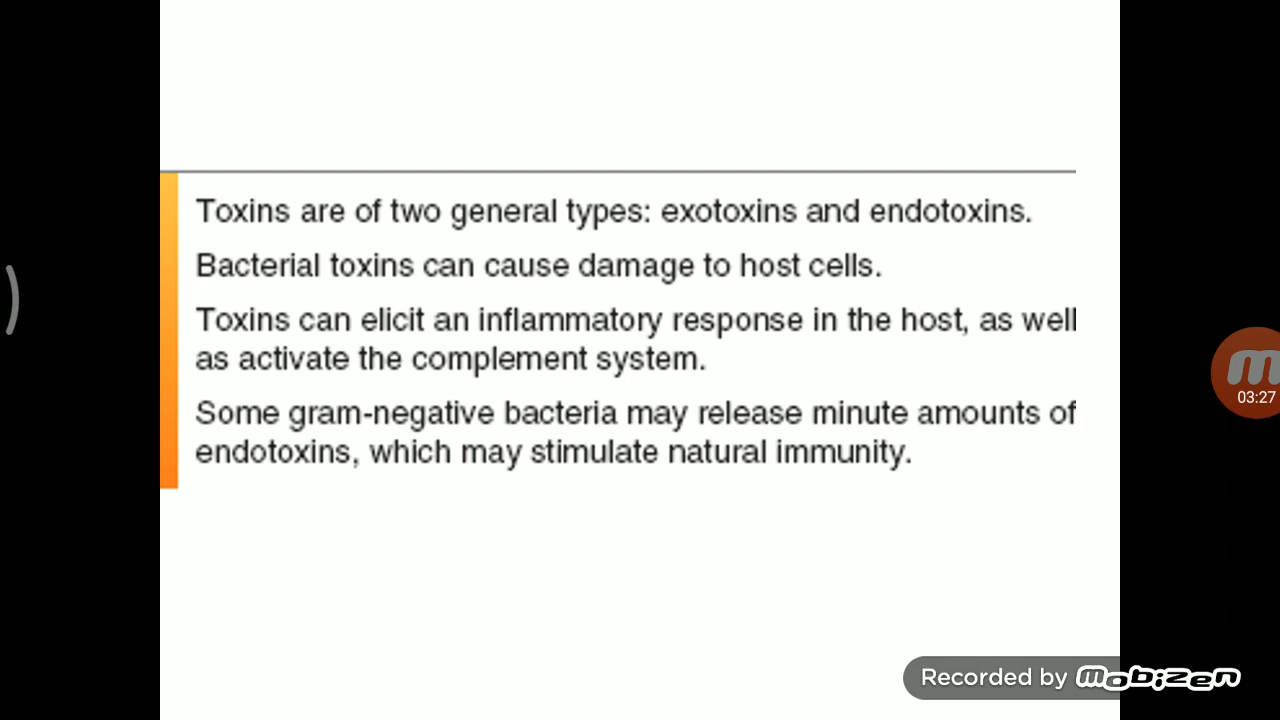 Toxins are of two general types: exotoxins and endotoxins.
Bacterial toxins can cause damage to host cells.
Toxins can elicit an inflammatory response in the host, as well
as activate the complement system.
Some gram-negative bacteria may release minute amounts of
endotoxins, which may stimulate natural immunity.
03:27
Recorded by mobizen